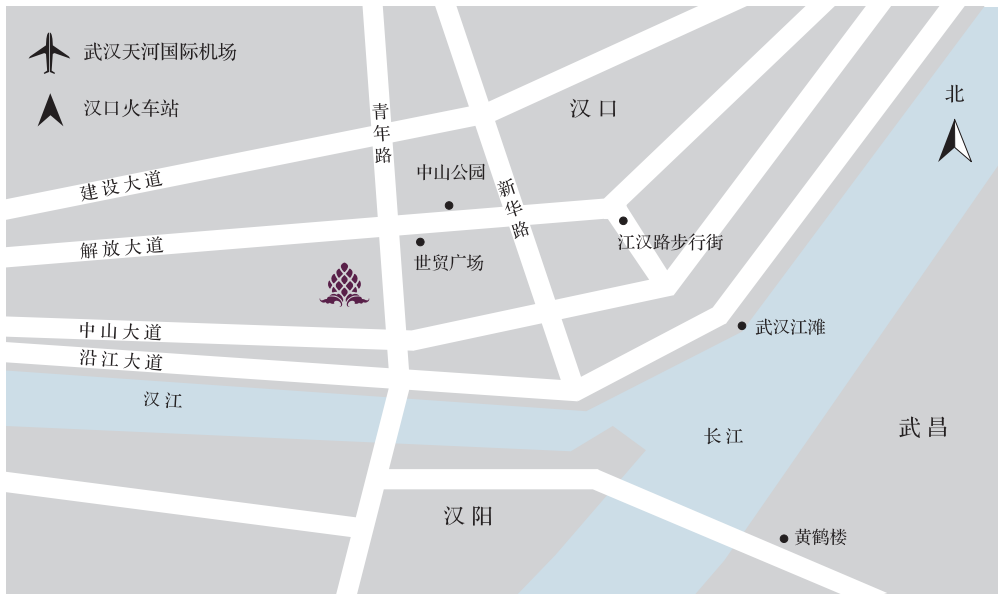 武汉天河国际机场
汉口火车站
北
汉口
青年路
中山公园
建设大道
新华路
江汉路步行街
解放大道
世贸广场
中山大道
武汉江滩
沿江大道
汉江
长江
武昌
汉阳
黄鹤楼